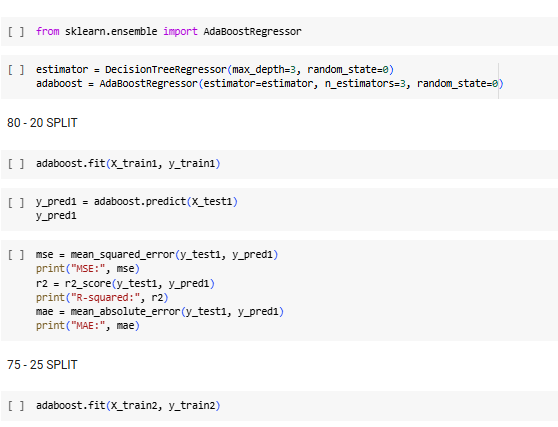 [ ] from sklearn.ensemble import AdaBoostRegressor
[ ] estimator = DecisionTreeRegressor(max_depth=3, random_state=0)
adaboost = AdaBoostRegressor(estimator=estimator, n_estimators=3, random_state=0)
80 - 20 SPLIT
[ ] adaboost.fit(X_train1, y_train1)
[ ] y_pred1 = adaboost.predict(X_test1)
y_pred1
[ ] mse = mean_squared_error(y_test1, y_pred1)
print("MSE:", mse)
r2 = r2_score(y_test1, y_pred1)
print("R-squared:", r2)
mae = mean_absolute_error(y_test1, y_pred1)
print("MAE:", mae)
75 - 25 SPLIT
[ ] adaboost.fit(X_train2, y_train2)